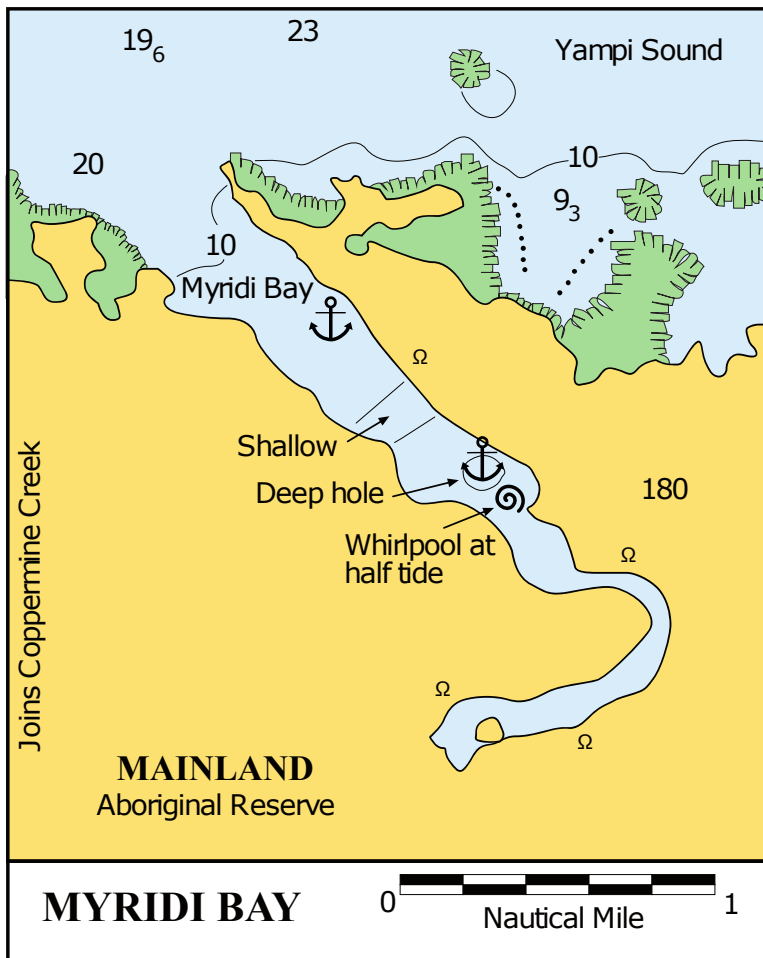 23
19₆
Yampi Sound
20
10
9₃
10
Myridi Bay
Ω
Shallow
Deep hole
180
Whirlpool at
half tide
Ω
Joins Coppermine Creek
Ω
Ω
MAINLAND
Aboriginal Reserve
MYRIDI BAY
0
1
Nautical Mile